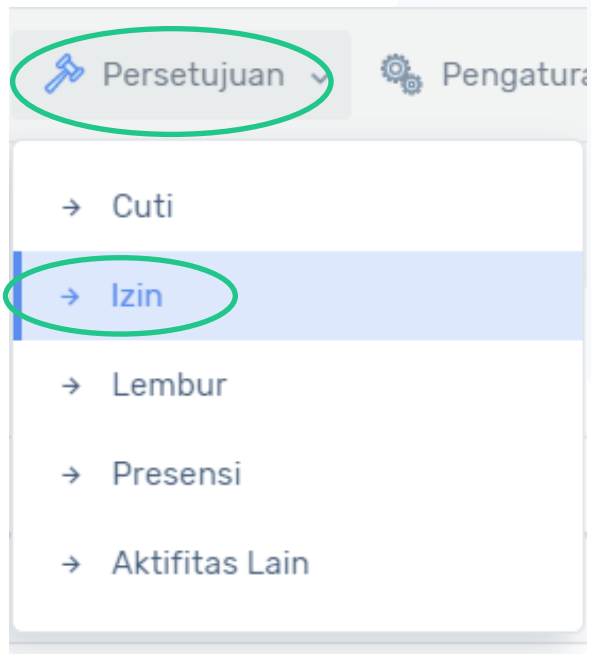 Persetujuan Pengatura
Cuti
Izin
Lembur
Presensi
Aktifitas Lain